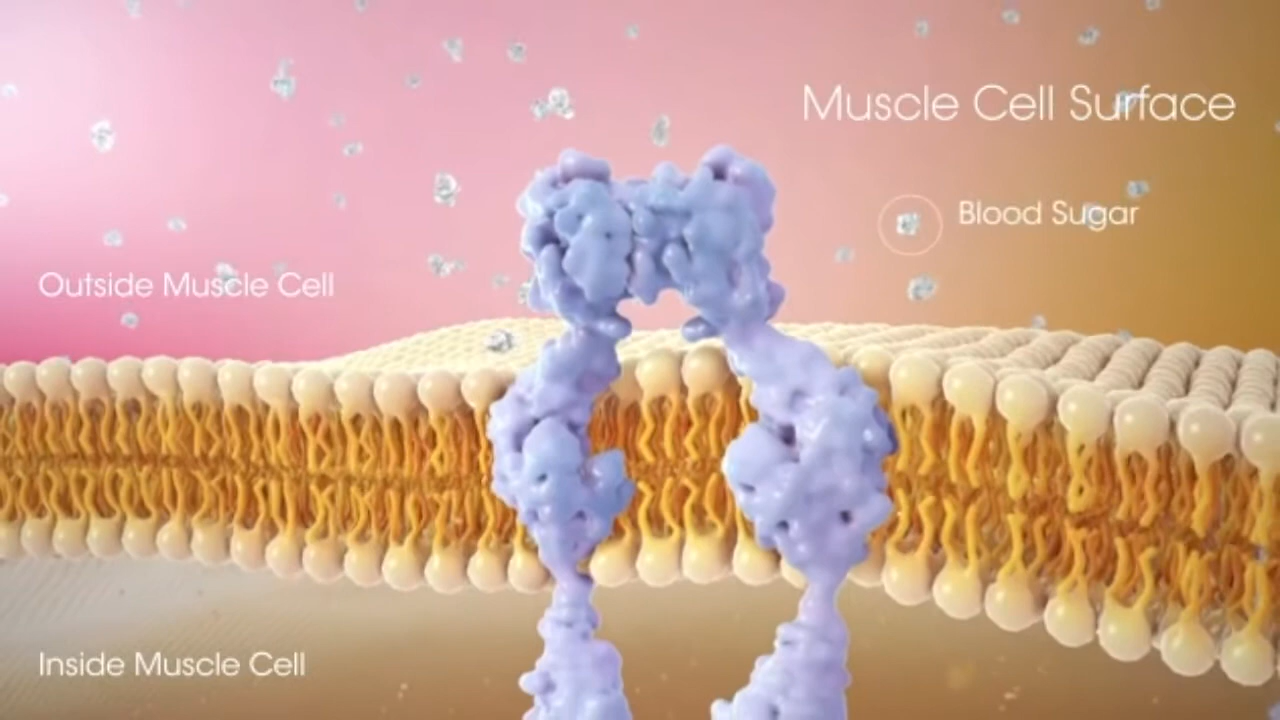 Muscle Cell Surface
Blood Sugar
Outside Muscle Cell
Inside Muscle Cell